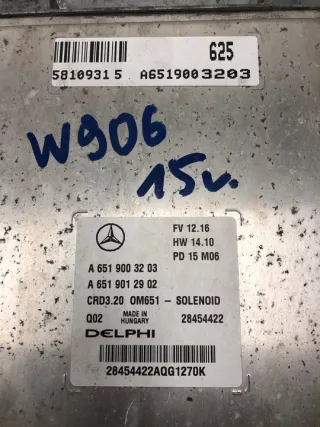 625
58109315 A6519003203
W906
15v.
FV 12.16
HW 14.10
PD 15 M06
A 651 900 32 03
A 651 901 29 02
CRD3.20 OM651 - SOLENOID
Q02 MADE IN HUNGARY 28454422
DELPHI
28454422AQG1270K